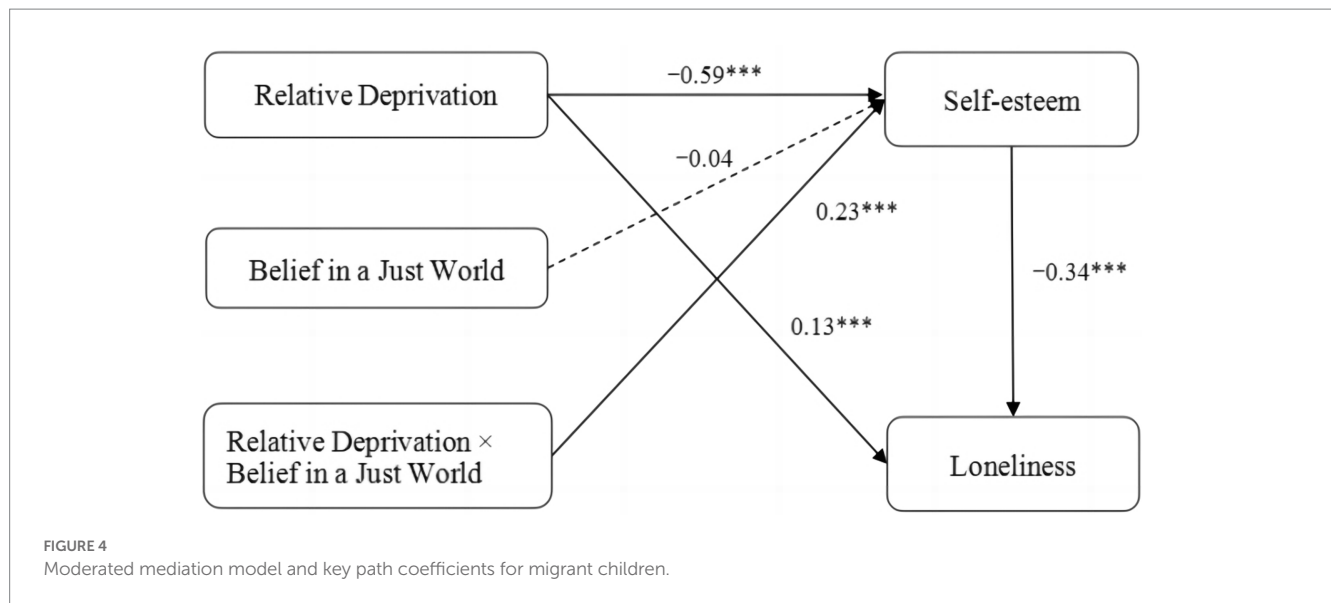 Relative Deprivation
−0.59***
Self-esteem
−0.04
0.23***
Belief in a Just World
−0.34***
0.13***
Relative Deprivation ×
Belief in a Just World
Loneliness
FIGURE 4
Moderated mediation model and key path coefficients for migrant children.